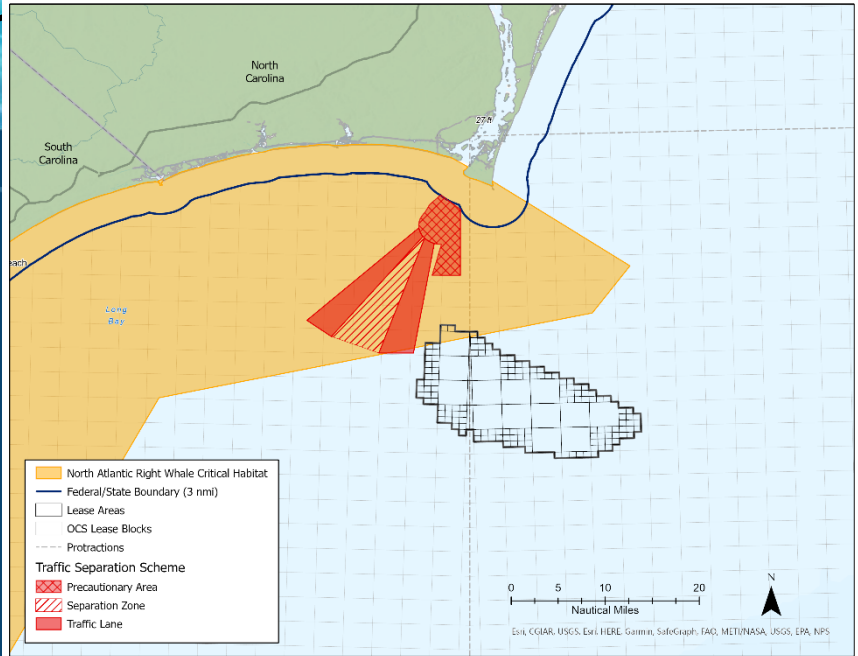 North
Carolina
27 ft
South
Carolina
each
Long
Bay
North Atlantic Right Whale Critical Habitat
Federal/State Boundary (3 nmi)
Lease Areas
OCS Lease Blocks
Protractions
Traffic Separation Scheme
Precautionary Area
Separation Zone
Traffic Lane
0 5 10 20
Nautical Miles
N
Esri, CGIAR, USGS, Esri, HERE, Garmin, SafeGraph, FAO, METI/NASA, USGS, EPA, NPS